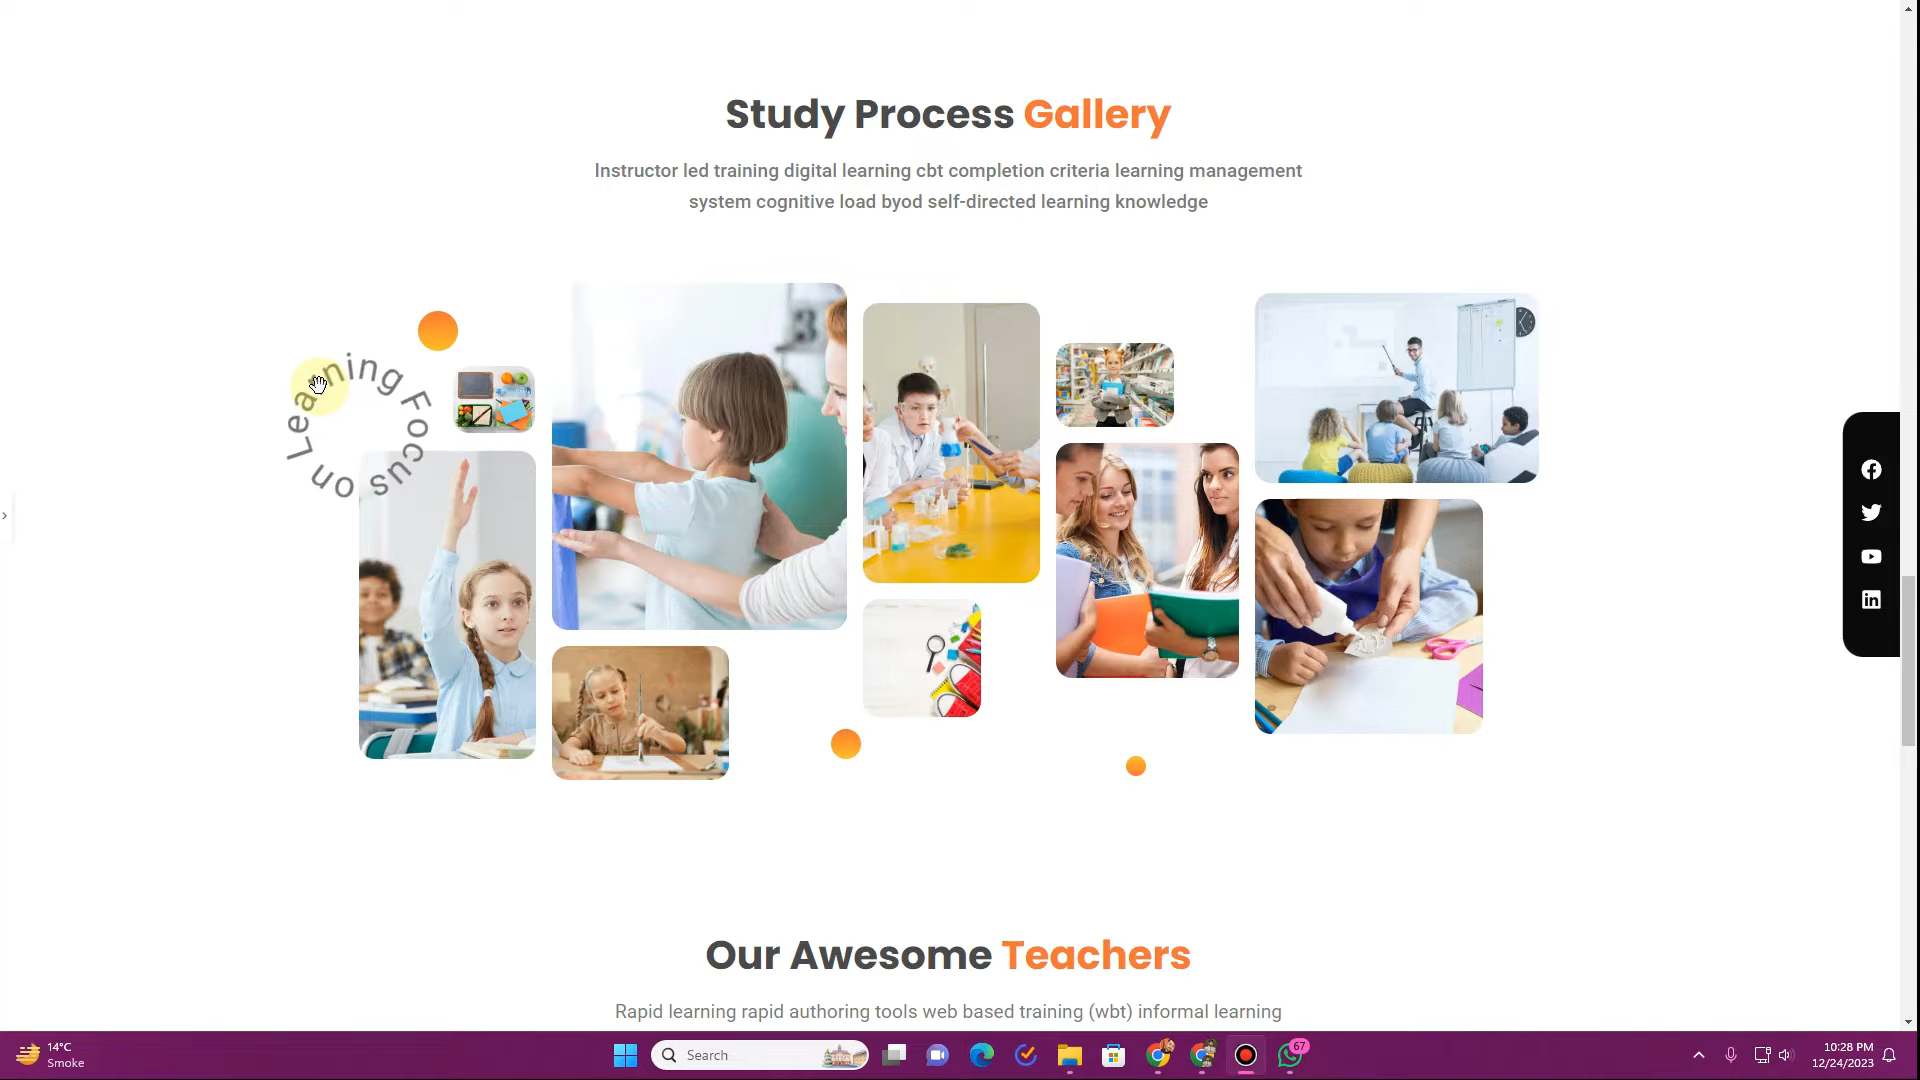 Study Process Gallery
Instructor led training digital learning cbt completion criteria learning management
system cognitive load byod self-directed learning knowledge
Focus on Learning
Our Awesome Teachers
Rapid learning rapid authoring tools web based training (wbt) informal learning
14°C
Smoke
Search
67
10:28 PM
12/24/2023